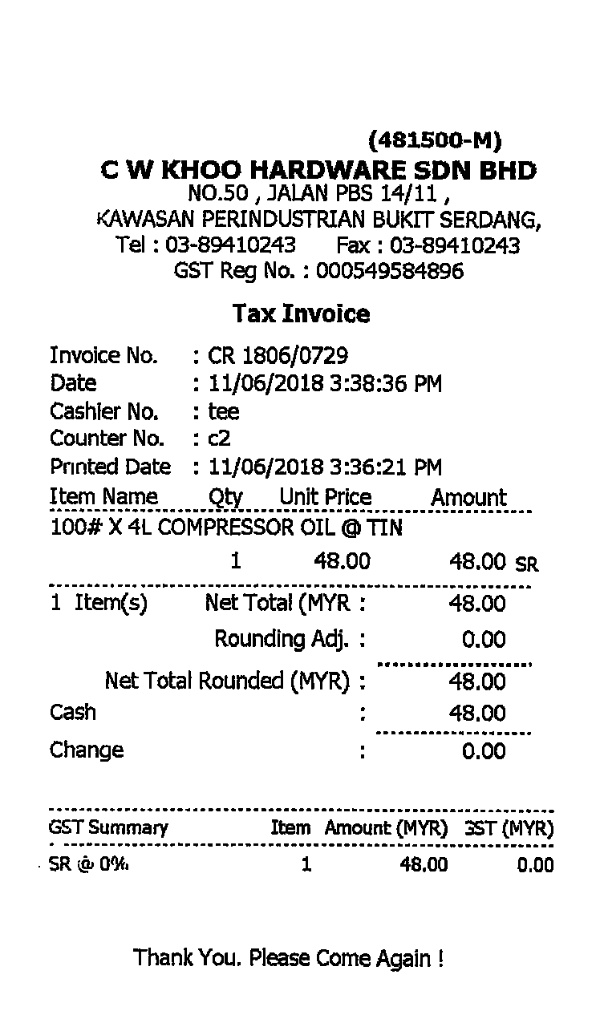 (481500-M)
C W KHOO HARDWARE SDN BHD
NO.50 , JALAN PBS 14/11 ,
KAWASAN PERINDUSTRIAN BUKIT SERDANG,
Tel : 03-89410243 Fax : 03-89410243
GST Reg No. : 000549584896
Tax Invoice
Invoice No. : CR 1806/0729
Date : 11/06/2018 3:38:36 PM
Cashier No. : tee
Counter No. : c2
Printed Date : 11/06/2018 3:36:21 PM
Item Name Qty Unit Price Amount
100# X 4L COMPRESSOR OIL @ TIN
1 48.00 48.00 SR
1 Item(s) Net Total (MYR : 48.00
Rounding Adj. : 0.00
Net Total Rounded (MYR) : 48.00
Cash : 48.00
Change : 0.00
GST Summary Item Amount (MYR) GST (MYR)
SR @ 0% 1 48.00 0.00
Thank You. Please Come Again !